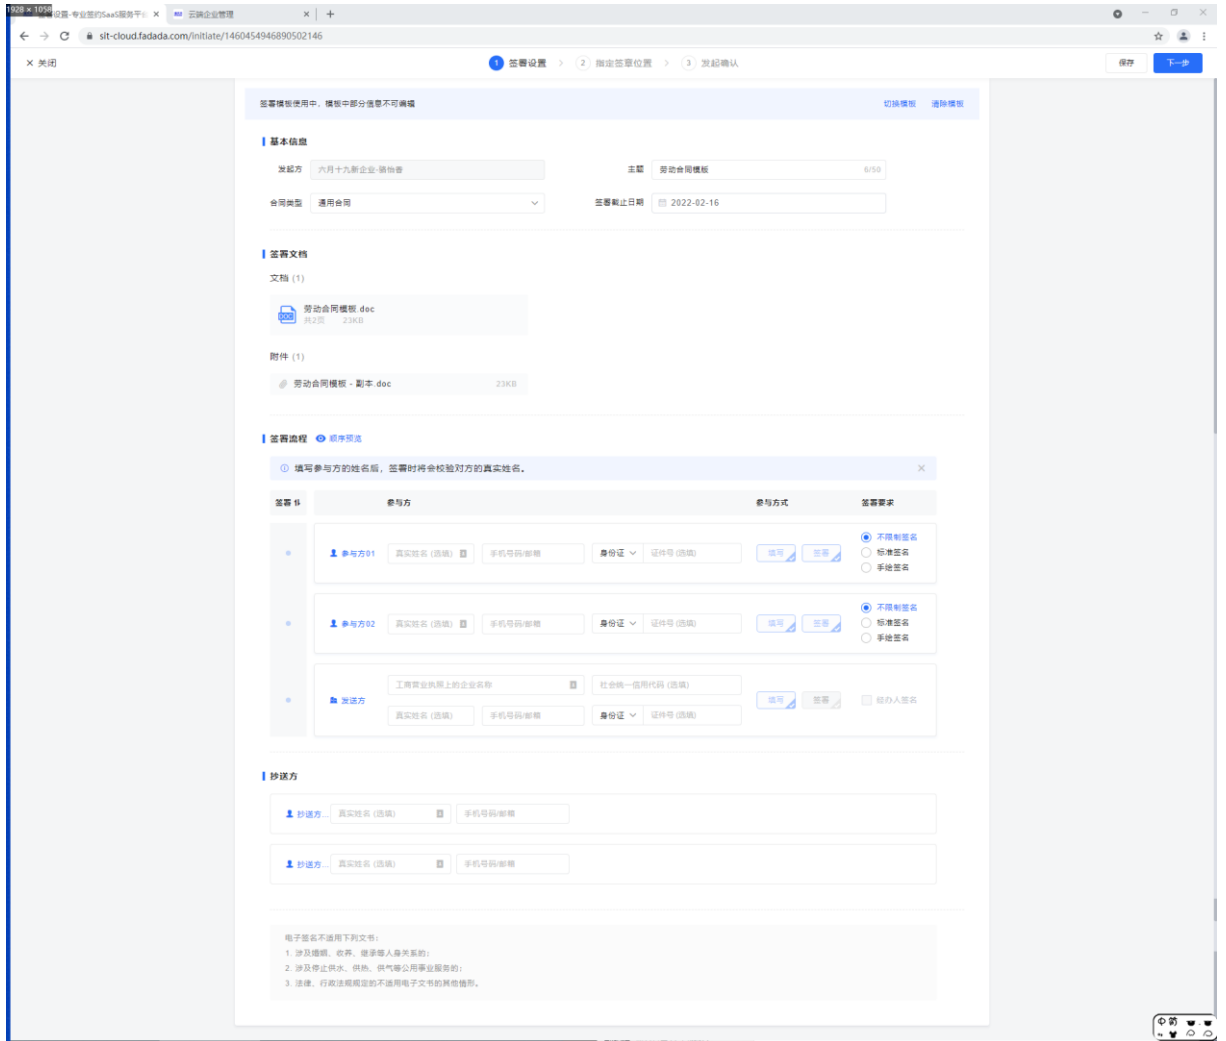 1928 × 1058
署设置-专业签约SaaS服务平台
云端企业管理
sit-cloud.fadada.com/initiate/1460454946890502146
关闭
1 签署设置 2 指定签章位置 3 发起确认
保存 下一步
签署模板使用中，模板中部分信息不可编辑
切换模板 清除模板
基本信息
发起方 六月十九新企业-骆怡善
主题 劳动合同模板 6/50
合同类型 通用合同
签署截止日期 2022-02-16
签署文档
文档 (1)
劳动合同模板.doc
共2页 23KB
附件 (1)
劳动合同模板 - 副本.doc 23KB
签署流程 顺序预览
填写参与方的姓名后，签署时将会校验对方的真实姓名。
签署 参与方 参与方式 签署要求
参与方01 真实姓名 (选填) 手机号码/邮箱 身份证 证件号 (选填) 填写 签署
不限制签名
标准签名
手绘签名
参与方02 真实姓名 (选填) 手机号码/邮箱 身份证 证件号 (选填) 填写 签署
不限制签名
标准签名
手绘签名
工商营业执照上的企业名称 社会统一信用代码 (选填)
发送方 填写 签署 经办人签名
真实姓名 (选填) 手机号码/邮箱 身份证 证件号 (选填)
抄送方
抄送方... 真实姓名 (选填) 手机号码/邮箱
抄送方... 真实姓名 (选填) 手机号码/邮箱
电子签名不适用下列文书：
1. 涉及婚姻、收养、继承等人身关系的；
2. 涉及停止供水、供热、供气等公用事业服务的；
3. 法律、行政法规规定的不适用电子文书的其他情形。
中 简